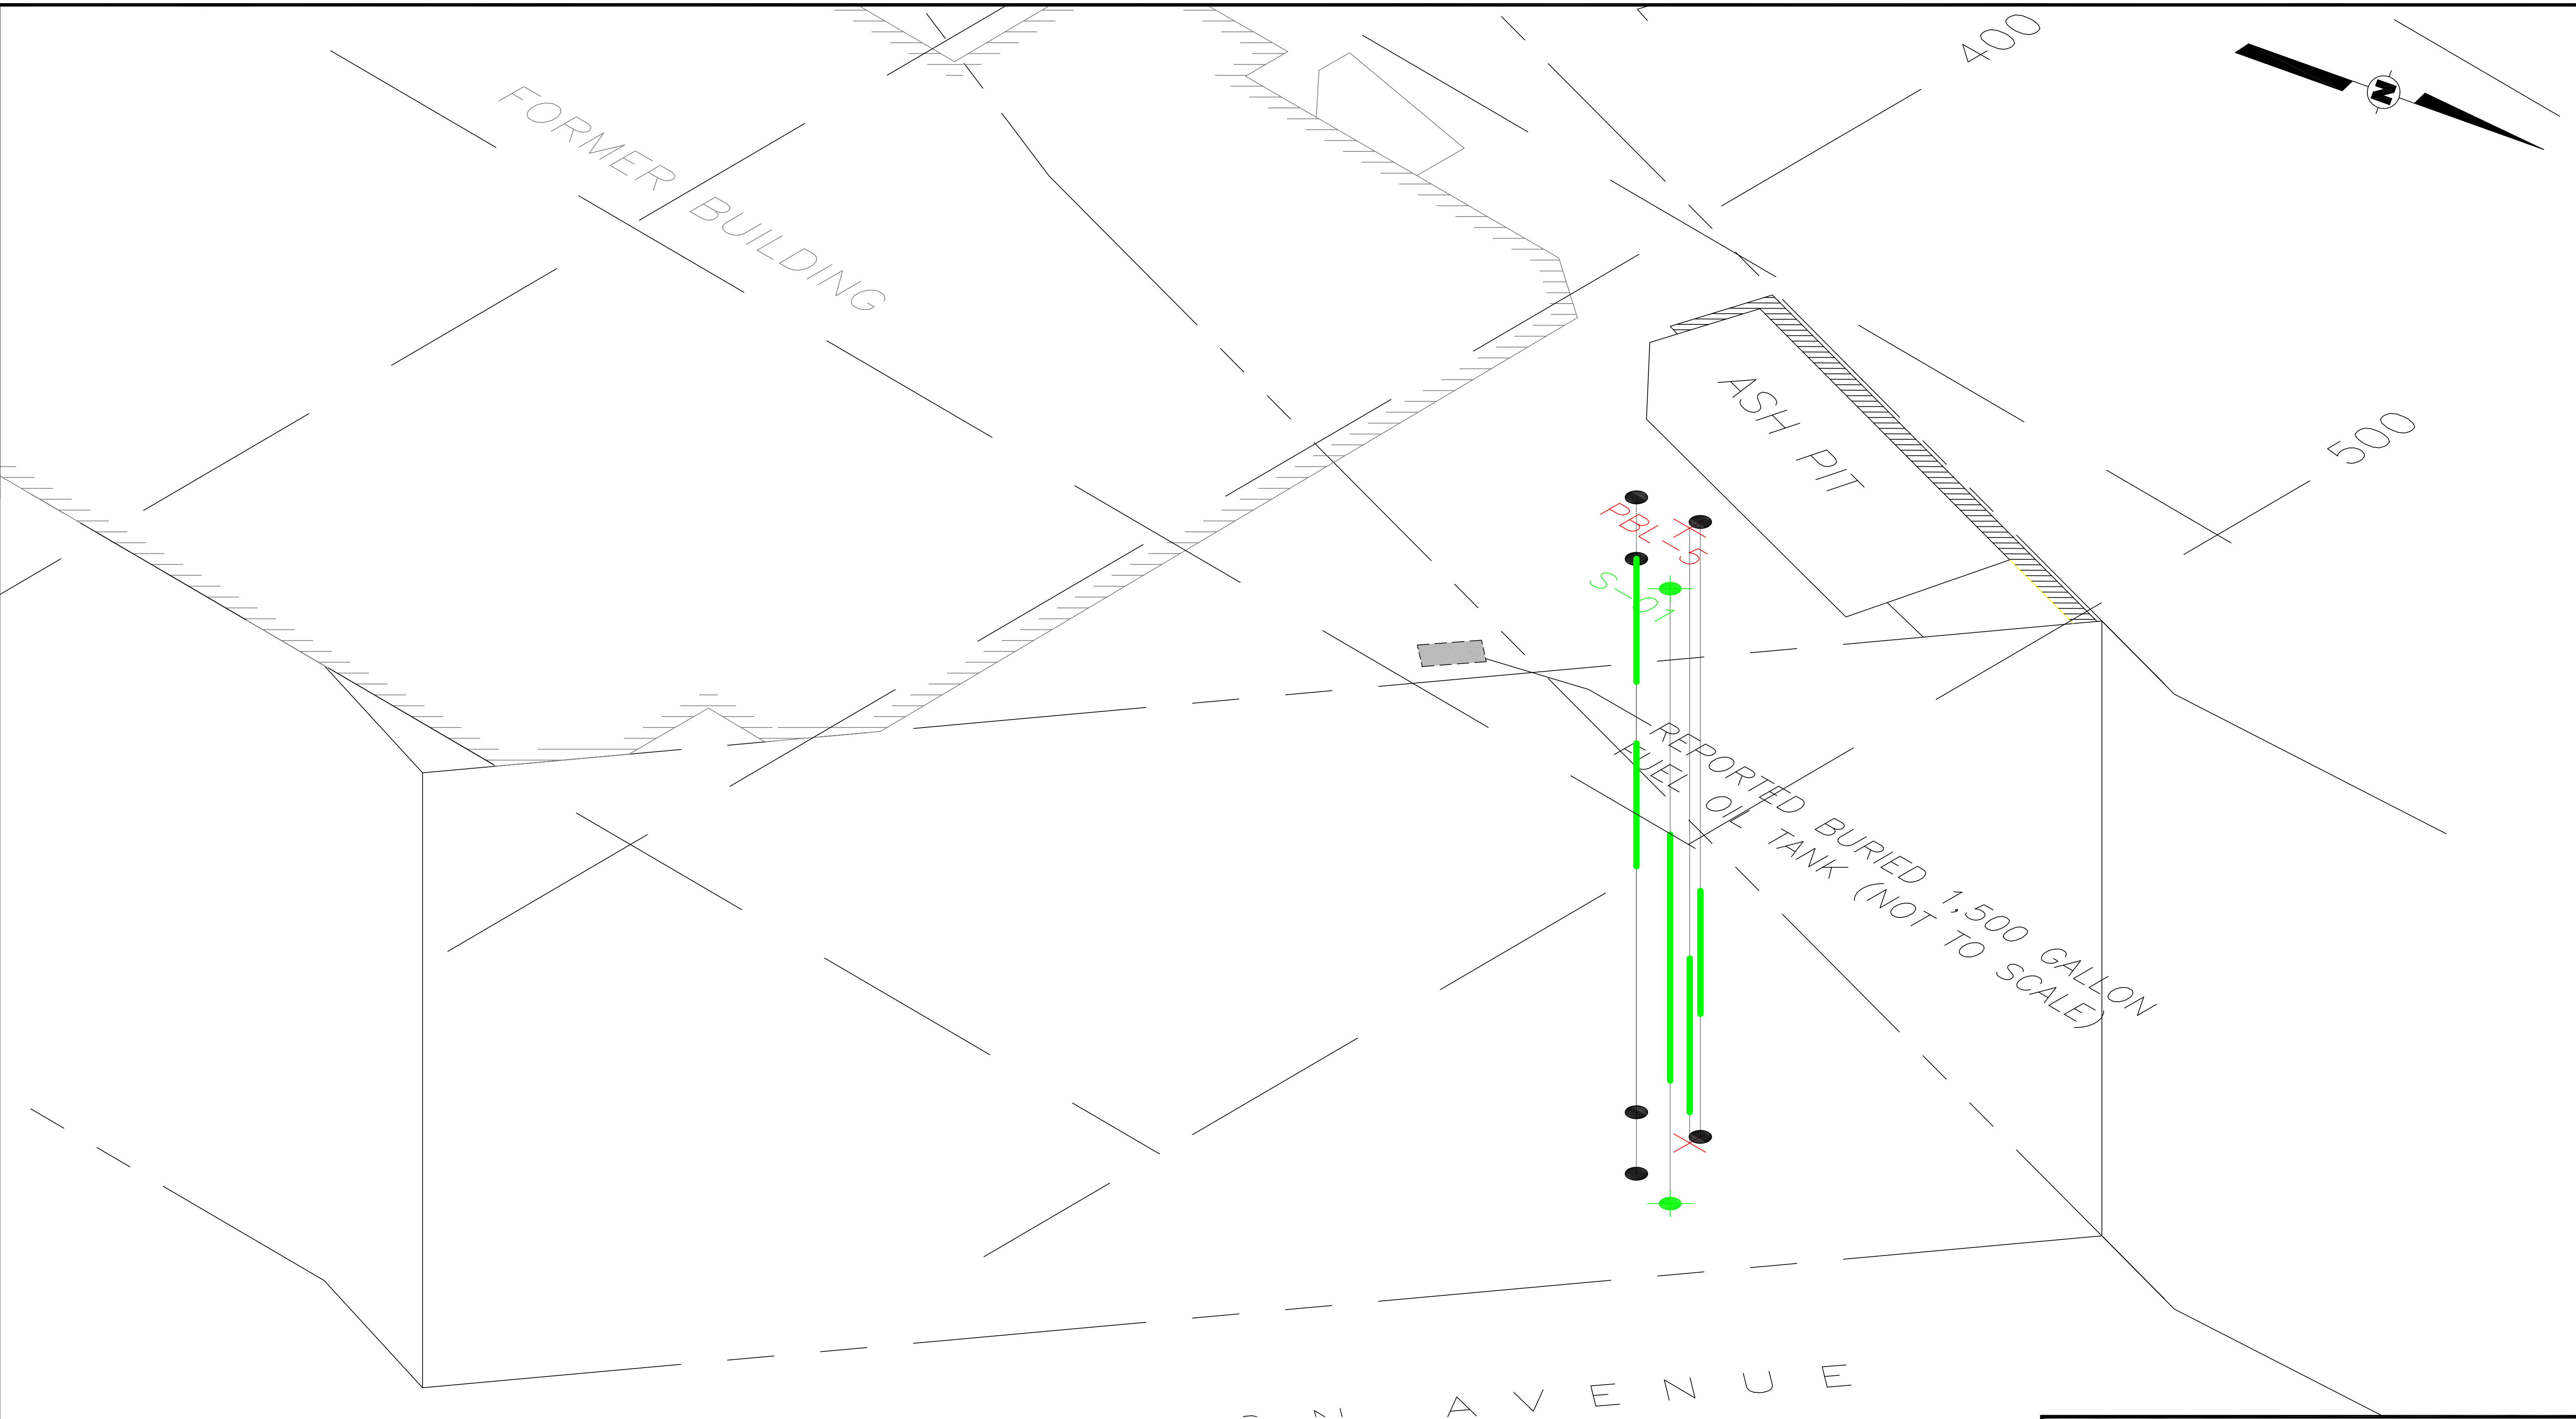 400
N
FORMER BUILDING
ASH PIT
500
PBL-5
S-01
REPORTED BURIED 1,500 GALLON
FUEL OIL TANK (NOT TO SCALE)
AVENUE